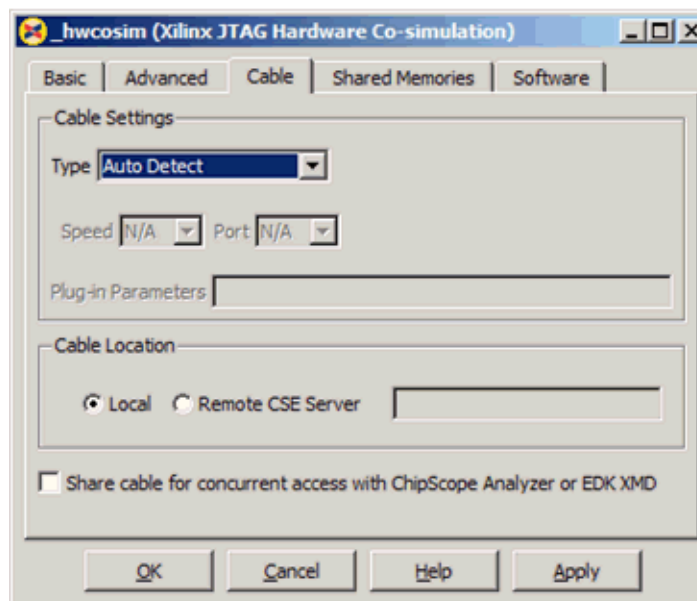 _hwcosim (Xilinx JTAG Hardware Co-simulation)
Basic Advanced Cable Shared Memories Software
Cable Settings
Type Auto Detect
Speed N/A Port N/A
Plug-in Parameters
Cable Location
Local Remote CSE Server
Share cable for concurrent access with ChipScope Analyzer or EDK XMD
OK Cancel Help Apply